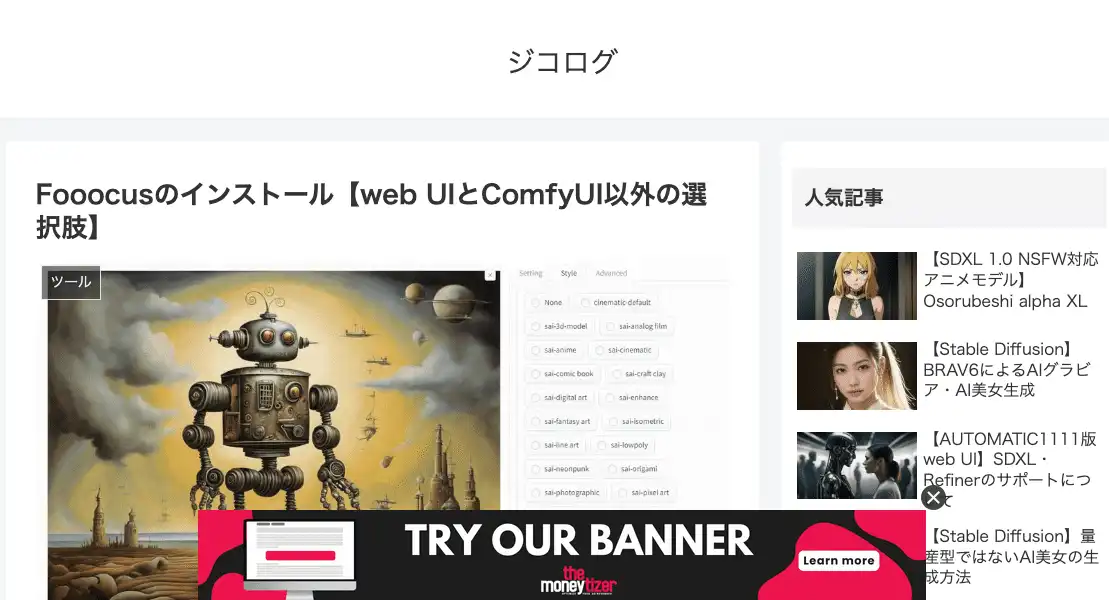 ジコログ
Fooocusのインストール【web UIとComfyUI以外の選
択肢】
ツール
Setting Style Advanced
None cinematic-default
sai-3d-model sai-analog film
sai-anime sai-cinematic
sai-comic book sai-craft clay
sai-digital art sai-enhance
sai-fantasy art sai-isometric
sai-line art sai-lowpoly
sai-neonpunk sai-origami
sai-photographic sai-pixel art
人気記事
【SDXL 1.0 NSFW対応
アニメモデル】
Osorubeshi alpha XL
【Stable Diffusion】
BRAV6によるAIグラビ
ア・AI美女生成
【AUTOMATIC1111版
web UI】SDXL・
Refinerのサポートにつ
て
【Stable Diffusion】量
産型ではないAI美女の生
成方法
TRY OUR BANNER
the
moneytizer
Learn more